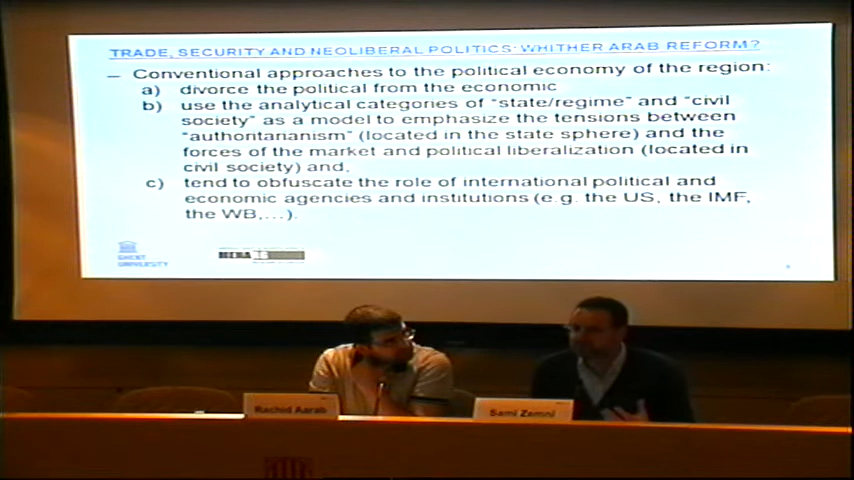 TRADE, SECURITY AND NEOLIBERAL POLITICS: WHITHER ARAB REFORM?
– Conventional approaches to the political economy of the region:
a) divorce the political from the economic
b) use the analytical categories of "state/regime" and "civil
society" as a model to emphasize the tensions between
"authoritarianism" (located in the state sphere) and the
forces of the market and political liberalization (located in
civil society) and,
c) tend to obfuscate the role of international political and
economic agencies and institutions (e.g. the US, the IMF,
the WB,…).
GHENT
UNIVERSITY
Rachid Aarab
Sami Zemni